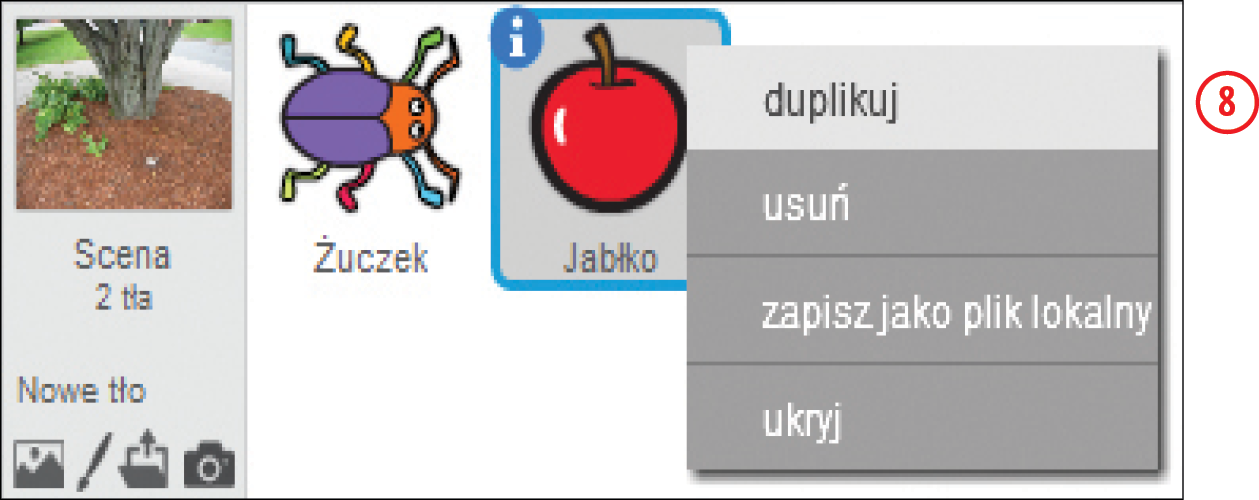 Scena
2 tła
Nowe tło
Żuczek
i
Jabłko
duplikuj
usuń
zapisz jako plik lokalny
ukryj
8